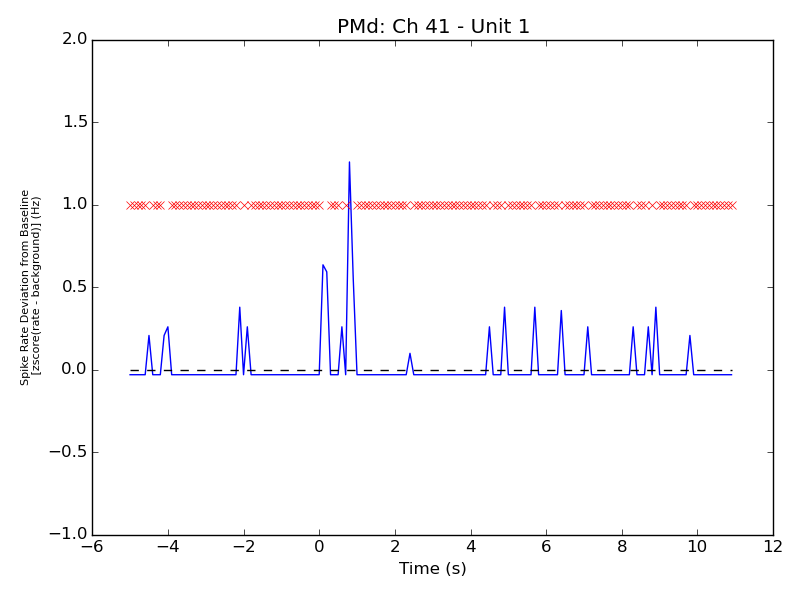 PMd: Ch 41 - Unit 1
2.0
1.5
1.0
0.5
0.0
−0.5
−1.0
Spike Rate Deviation from Baseline
[zscore(rate - background)] (Hz)
−6 −4 −2 0 2 4 6 8 10 12
Time (s)